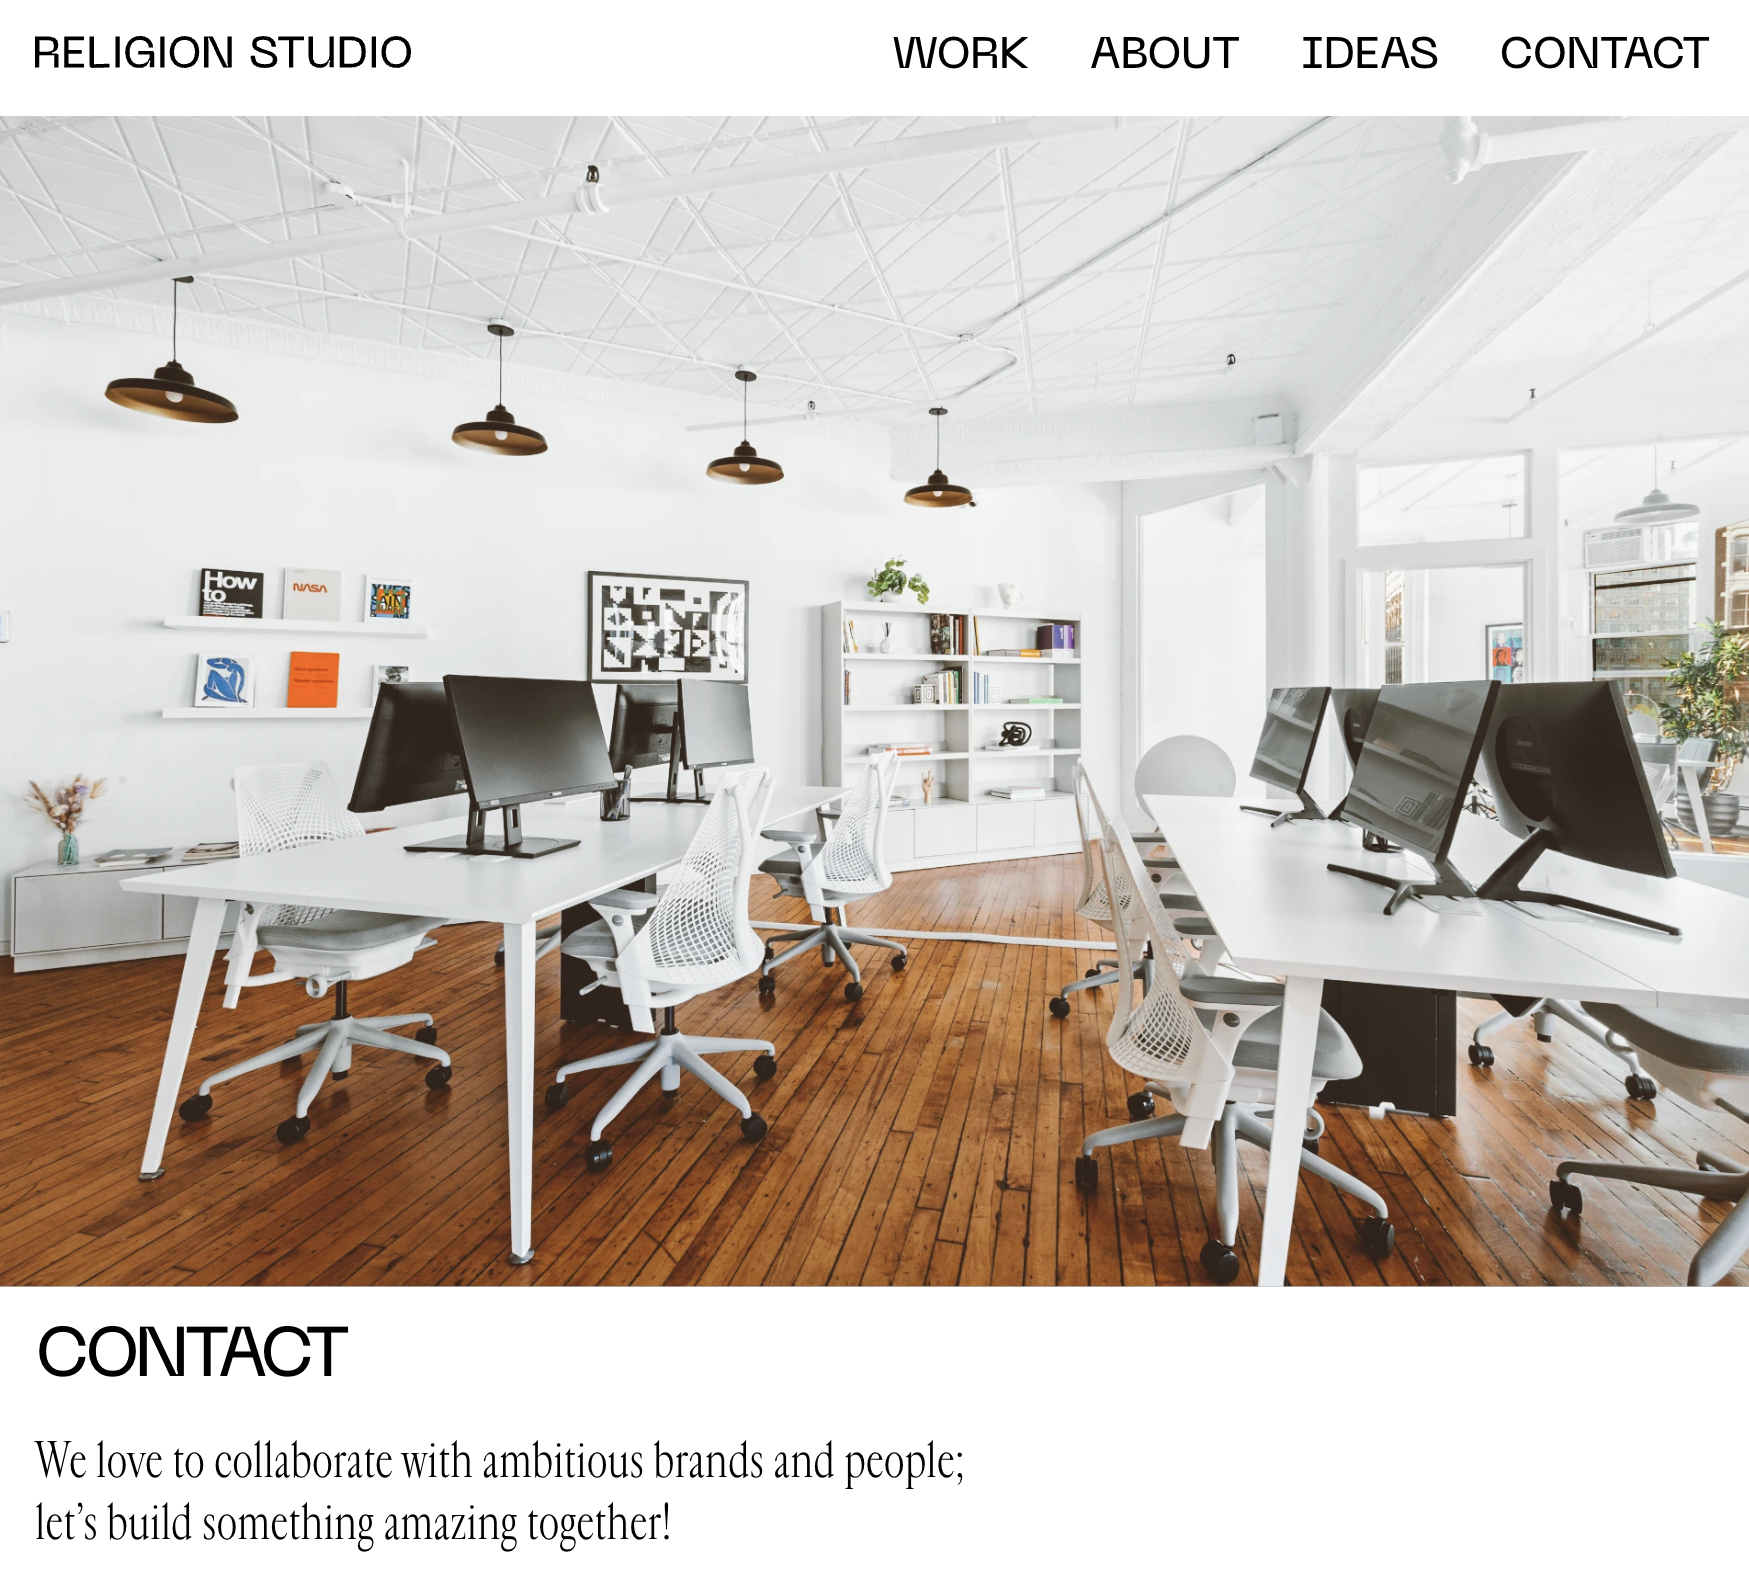 RELIGION STUDIO
WORK ABOUT IDEAS CONTACT
How
to
NASA
CONTACT
We love to collaborate with ambitious brands and people;
let’s build something amazing together!